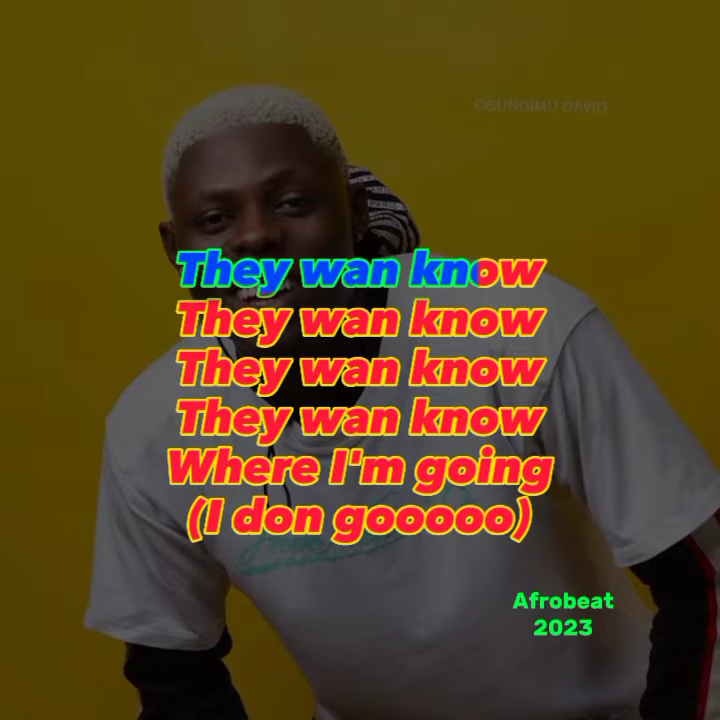 OGUNDIMU DAVID
They wan know
They wan know
They wan know
They wan know
Where I'm going
(I don gooooo)
Afrobeat
2023